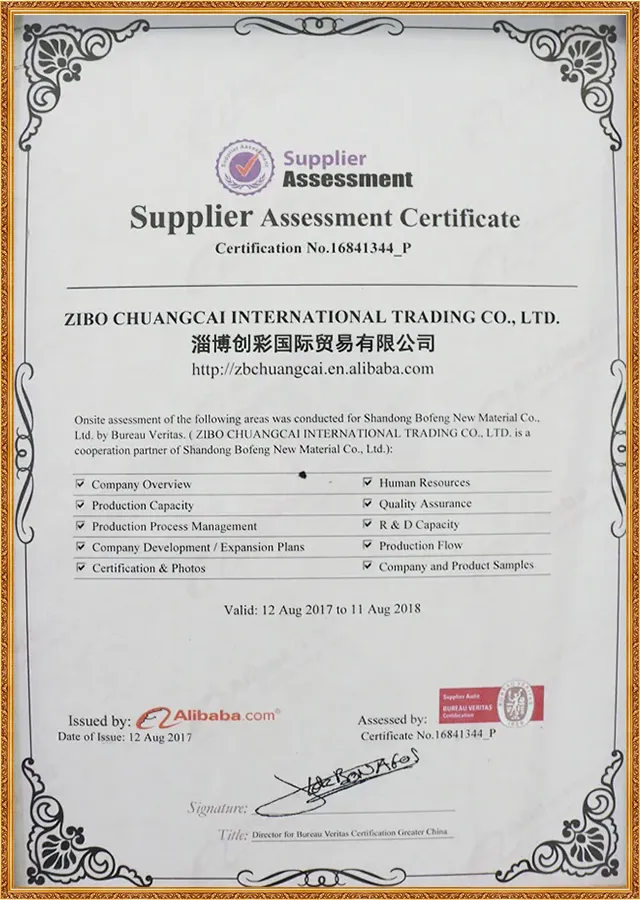 Supplier Assessment
Supplier
Assessment
Supplier Assessment Certificate
Certification No.16841344_P
ZIBO CHUANGCAI INTERNATIONAL TRADING CO., LTD.
淄博创彩国际贸易有限公司
http://zbchuangcai.en.alibaba.com
Onsite assessment of the following areas was conducted for Shandong Bofeng New Material Co.,
Ltd. by Bureau Veritas. ( ZIBO CHUANGCAI INTERNATIONAL TRADING CO., LTD. is a
cooperation partner of Shandong Bofeng New Material Co., Ltd.):
Company Overview
Human Resources
Production Capacity
Quality Assurance
Production Process Management
R & D Capacity
Company Development / Expansion Plans
Production Flow
Certification & Photos
Company and Product Samples
Valid: 12 Aug 2017 to 11 Aug 2018
Issued by: Alibaba.com®
Date of Issue: 12 Aug 2017
Assessed by:
Supplier Audit
BUREAU VERITAS
Certification
Certificate No.16841344_P
Signature:
Title: Director for Bureau Veritas Certification Greater China